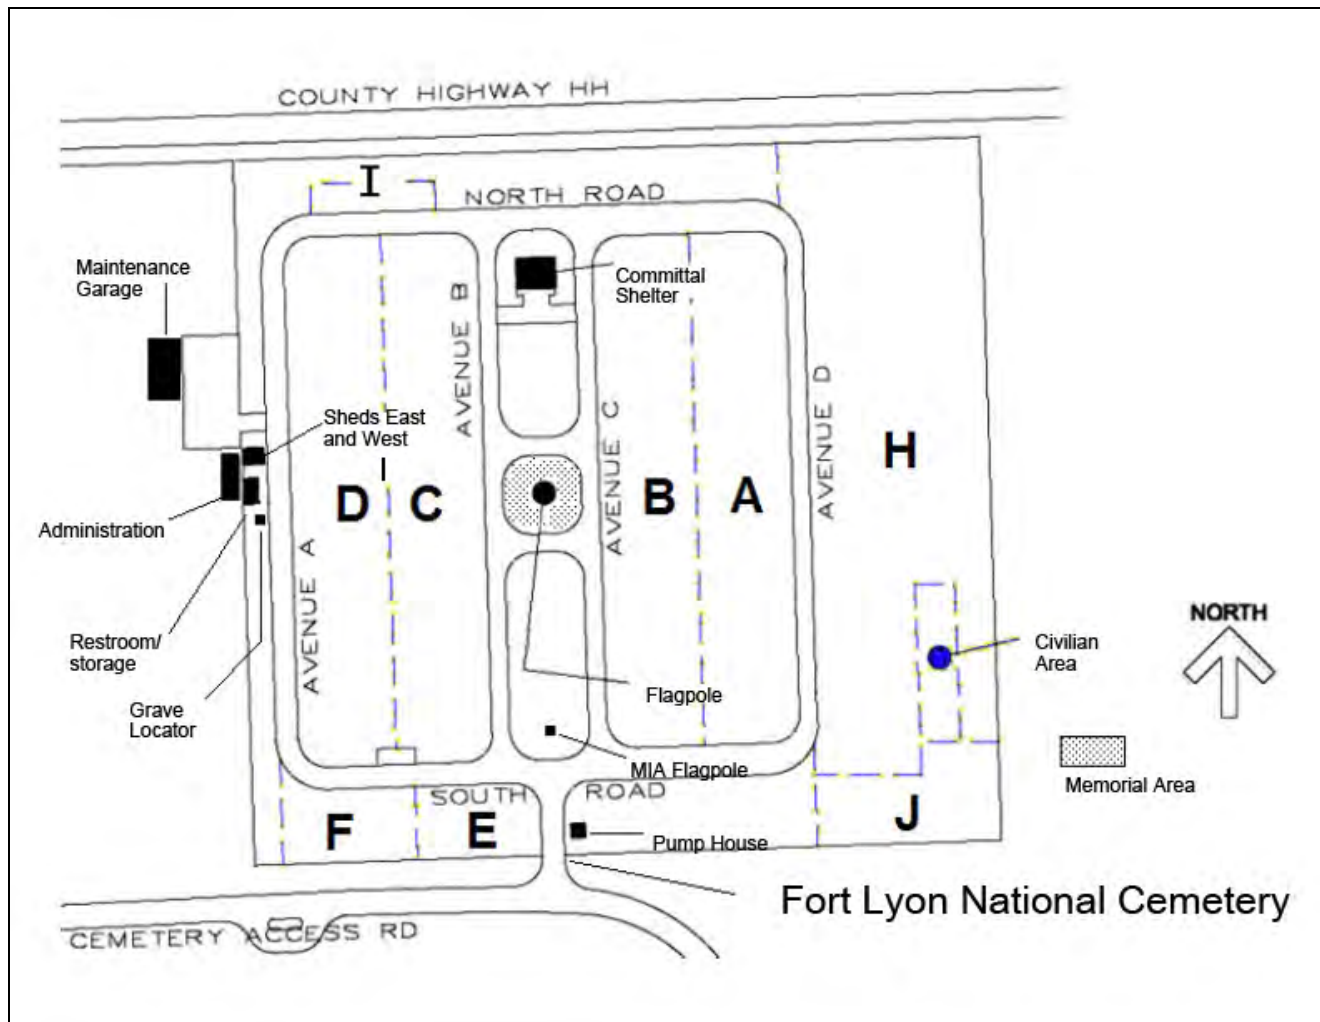 COUNTY HIGHWAY HH
I
NORTH ROAD
Maintenance
Garage
Committal
Shelter
AVENUE B
AVENUE D
AVENUE C
Sheds East
and West
H
D
C
B
A
Administration
AVENUE A
NORTH
Restroom/
storage
Civilian
Area
Flagpole
Grave
Locator
MIA Flagpole
Memorial Area
SOUTH ROAD
F
E
J
Pump House
Fort Lyon National Cemetery
CEMETERY ACCESS RD